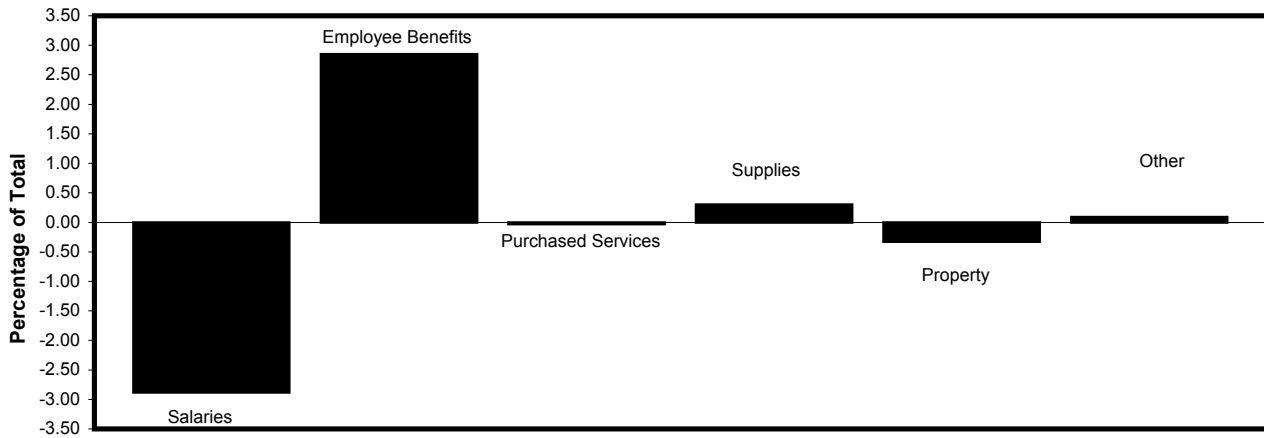 3.50
3.00
2.50
2.00
1.50
1.00
0.50
0.00
-0.50
-1.00
-1.50
-2.00
-2.50
-3.00
-3.50
Percentage of Total
Employee Benefits
Supplies
Other
Purchased Services
Property
Salaries